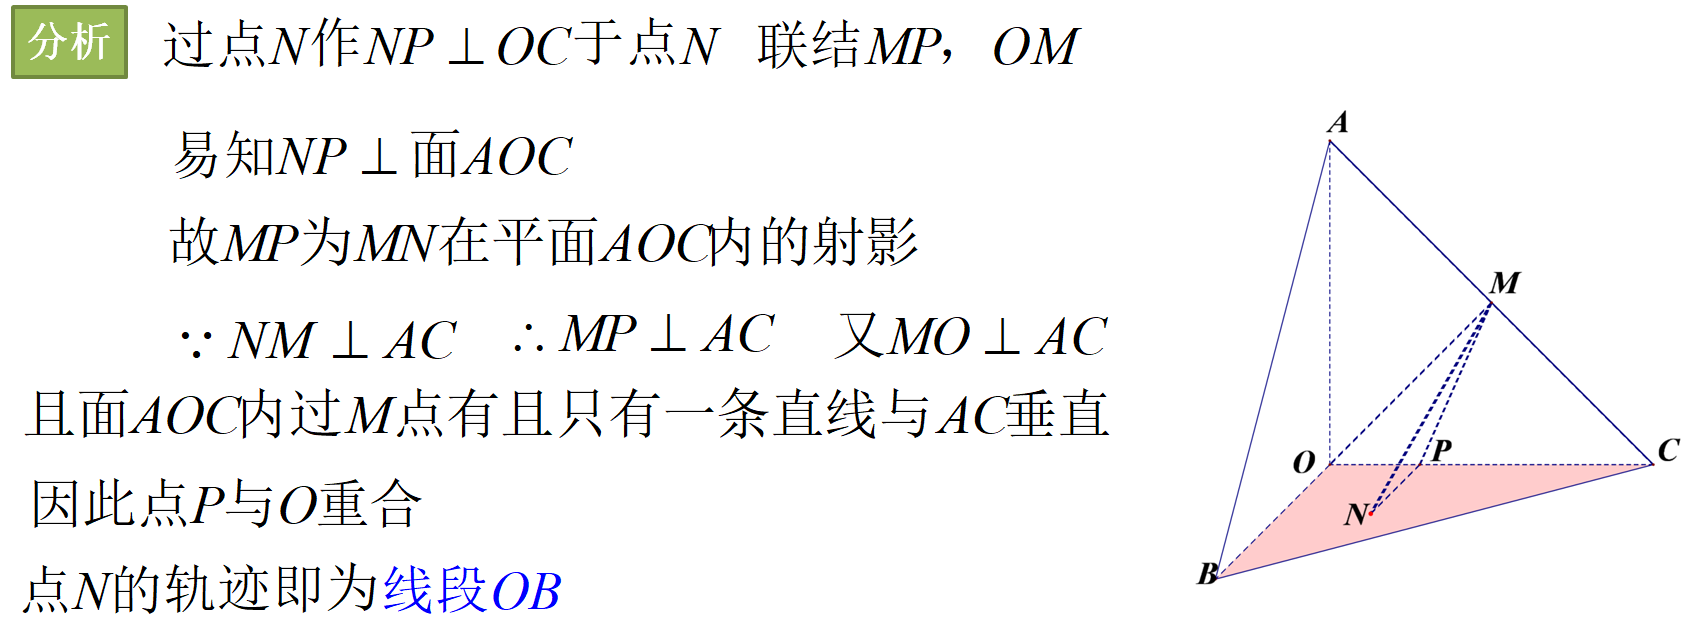 分析 过点N作NP⊥OC于点N 联结MP，OM
易知NP⊥面AOC
故MP为MN在平面AOC内的射影
∵NM⊥AC ∴MP⊥AC 又MO⊥AC
且面AOC内过M点有且只有一条直线与AC垂直
因此点P与O重合
点N的轨迹即为线段OB
A
M
O
P
C
N
B